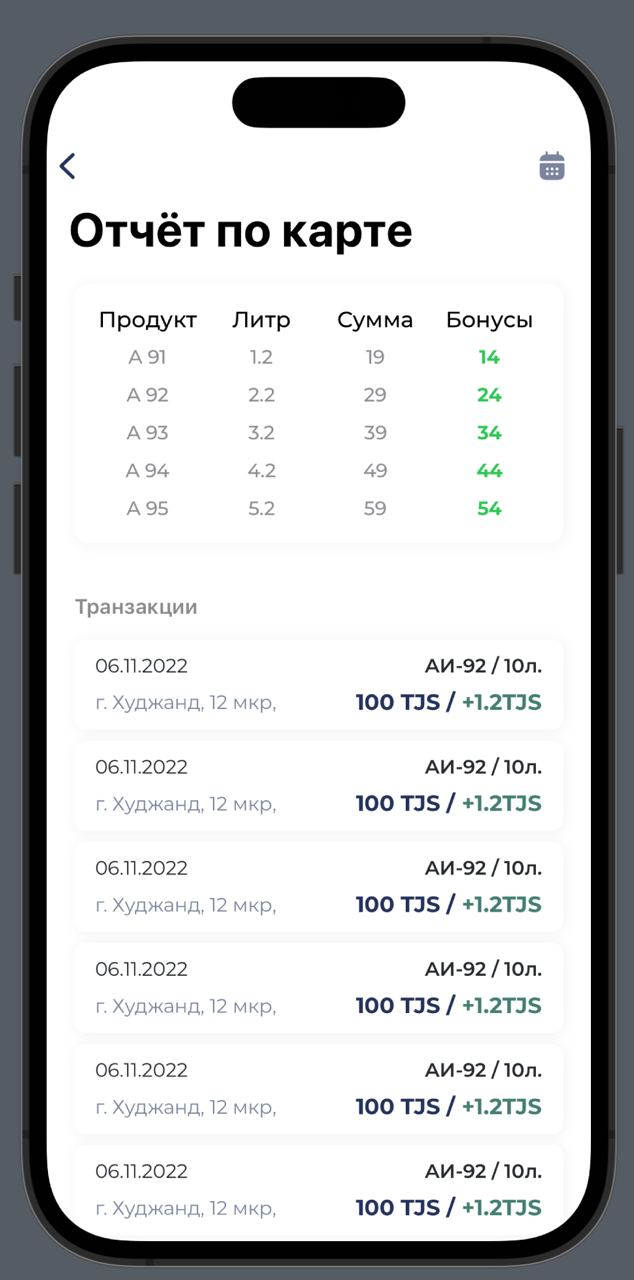 Отчёт по карте
Продукт Литр Сумма Бонусы
А 91 1.2 19 14
А 92 2.2 29 24
А 93 3.2 39 34
А 94 4.2 49 44
А 95 5.2 59 54
Транзакции
06.11.2022 АИ-92 / 10л.
г. Худжанд, 12 мкр, 100 TJS / +1.2TJS
06.11.2022 АИ-92 / 10л.
г. Худжанд, 12 мкр, 100 TJS / +1.2TJS
06.11.2022 АИ-92 / 10л.
г. Худжанд, 12 мкр, 100 TJS / +1.2TJS
06.11.2022 АИ-92 / 10л.
г. Худжанд, 12 мкр, 100 TJS / +1.2TJS
06.11.2022 АИ-92 / 10л.
г. Худжанд, 12 мкр, 100 TJS / +1.2TJS
06.11.2022 АИ-92 / 10л.
г. Худжанд, 12 мкр, 100 TJS / +1.2TJS